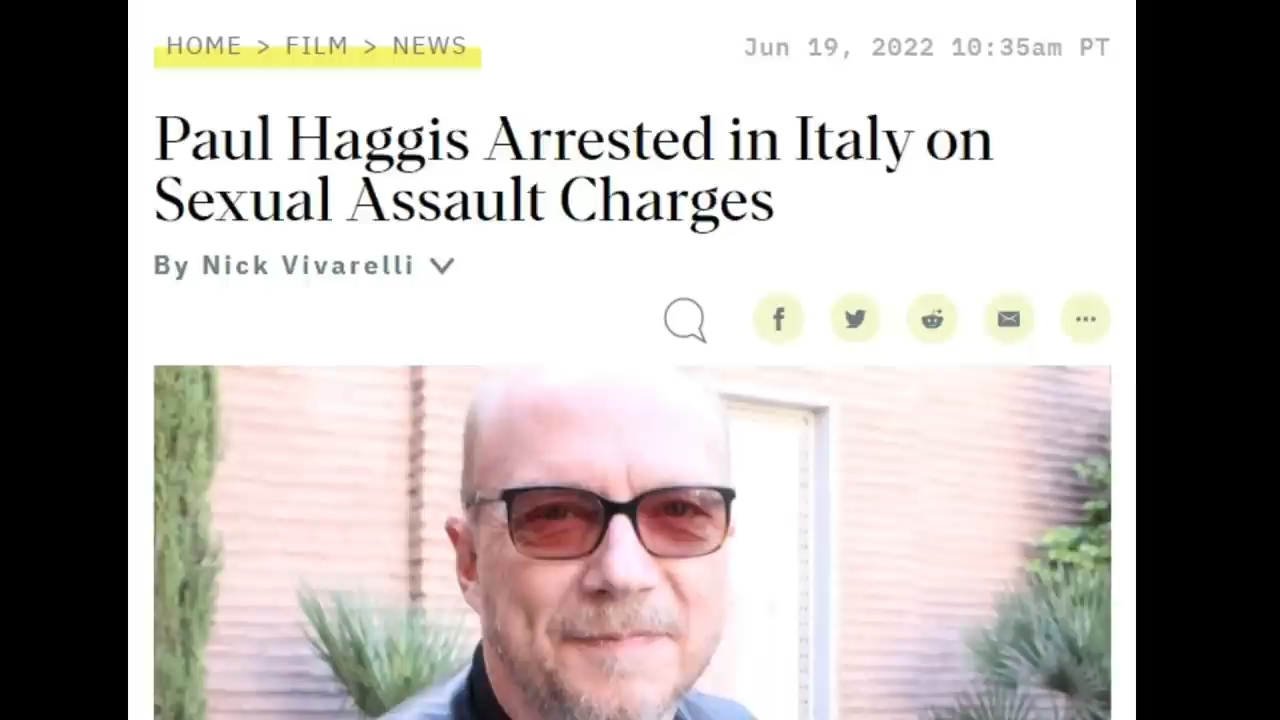 HOME > FILM > NEWS
Jun 19, 2022 10:35am PT
Paul Haggis Arrested in Italy on
Sexual Assault Charges
By Nick Vivarelli